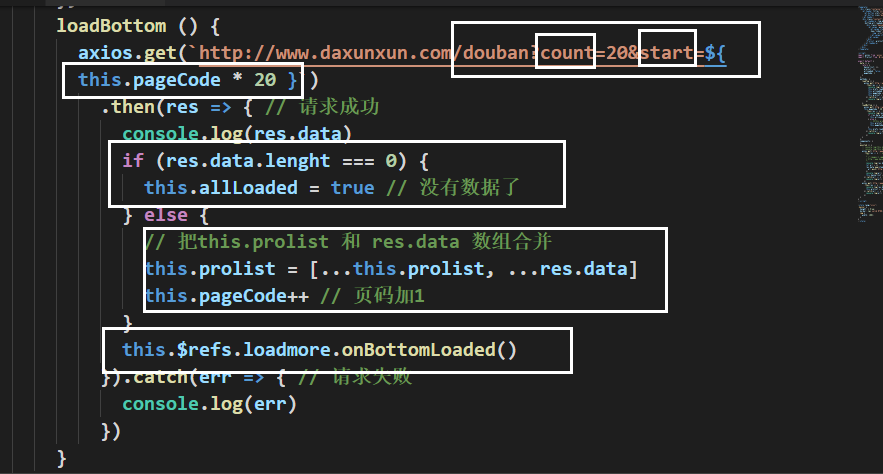 loadBottom () {
axios.get(`http://www.daxunxun.com/douban?count=20&start=${
this.pageCode * 20 }`)
.then(res => { // 请求成功
console.log(res.data)
if (res.data.lenght === 0) {
this.allLoaded = true // 没有数据了
} else {
// 把this.prolist 和 res.data 数组合并
this.prolist = [...this.prolist, ...res.data]
this.pageCode++ // 页码加1
}
this.$refs.loadmore.onBottomLoaded()
}).catch(err => { // 请求失败
console.log(err)
})
}